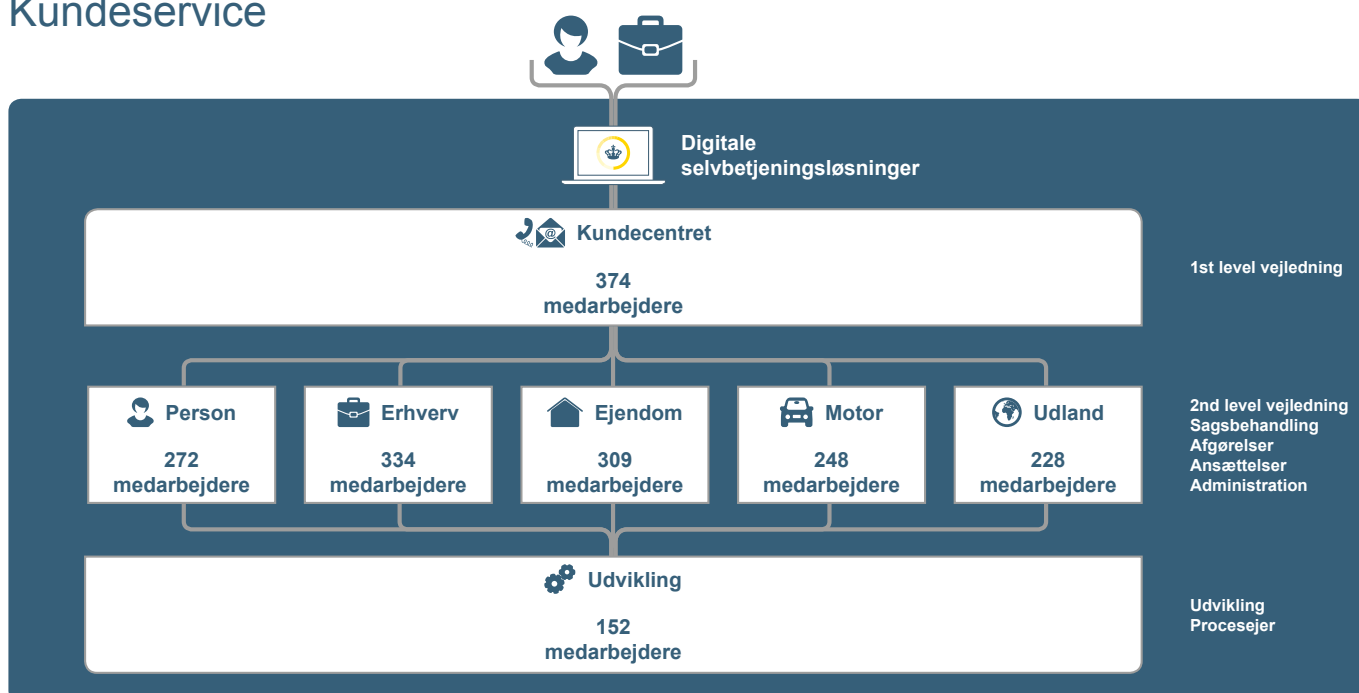 Kundeservice
Digitale
selvbetjeningsløsninger
@ Kundecentret
374
medarbejdere
1st level vejledning
Person
272
medarbejdere
Erhverv
334
medarbejdere
Ejendom
309
medarbejdere
Motor
248
medarbejdere
Udland
228
medarbejdere
2nd level vejledning
Sagsbehandling
Afgørelser
Ansættelser
Administration
Udvikling
152
medarbejdere
Udvikling
Procesejer